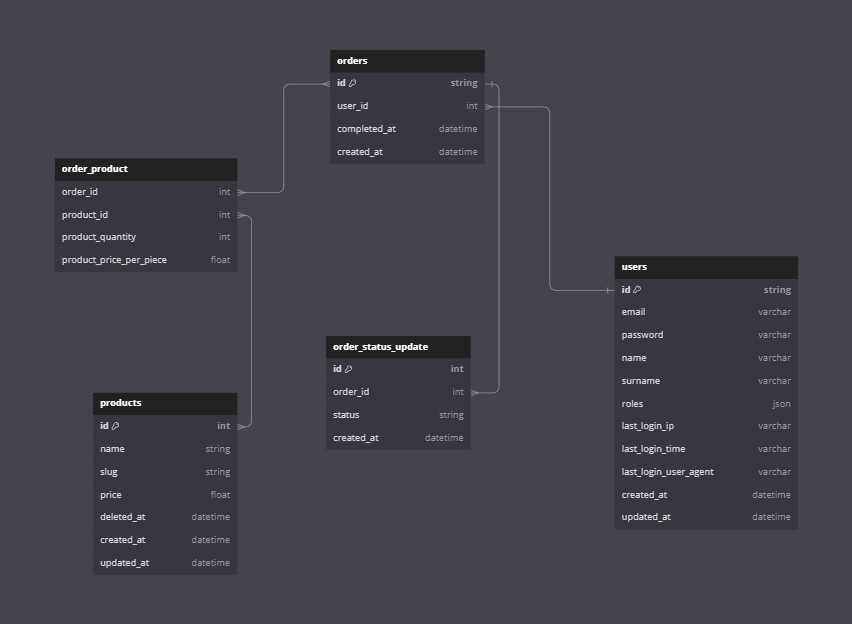 orders
id string
user_id int
completed_at datetime
created_at datetime
order_product
order_id int
product_id int
product_quantity int
product_price_per_piece float
users
id string
email varchar
password varchar
name varchar
surname varchar
roles json
last_login_ip varchar
last_login_time varchar
last_login_user_agent varchar
created_at datetime
updated_at datetime
order_status_update
id int
order_id int
status string
created_at datetime
products
id int
name string
slug string
price float
deleted_at datetime
created_at datetime
updated_at datetime